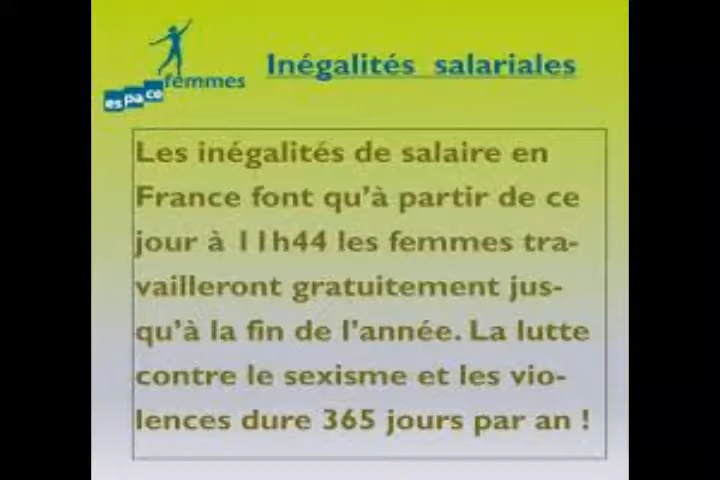 femmes
espace
Inégalités salariales
Les inégalités de salaire en
France font qu'à partir de ce
jour à 11h44 les femmes tra-
vailleront gratuitement jus-
qu'à la fin de l'année. La lutte
contre le sexisme et les vio-
lences dure 365 jours par an !